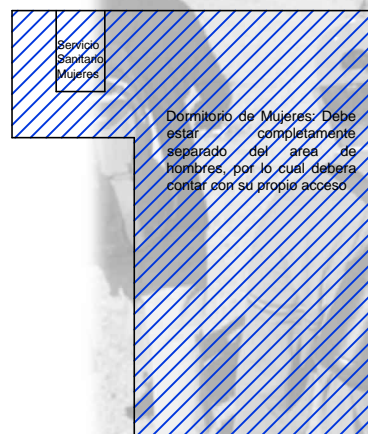 Servicio
Sanitario
Mujeres
Dormitorio de Mujeres: Debe
estar completamente
separado del area de
hombres, por lo cual debera
contar con su propio acceso